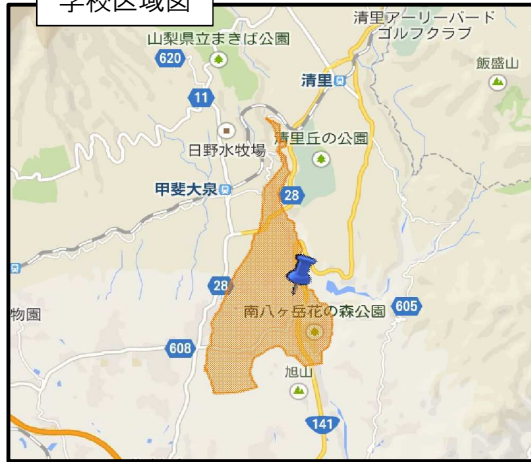 学校区域図
清里アーリーバード
ゴルフクラブ
山梨県立まきば公園
飯盛山
620
清里
11
日野水牧場
清里丘の公園
甲斐大泉
28
28
605
物園
南八ヶ岳花の森公園
608
旭山
141